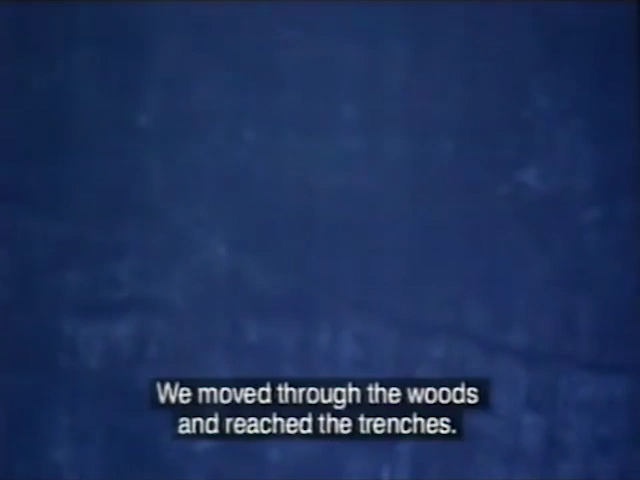 We moved through the woods
and reached the trenches.